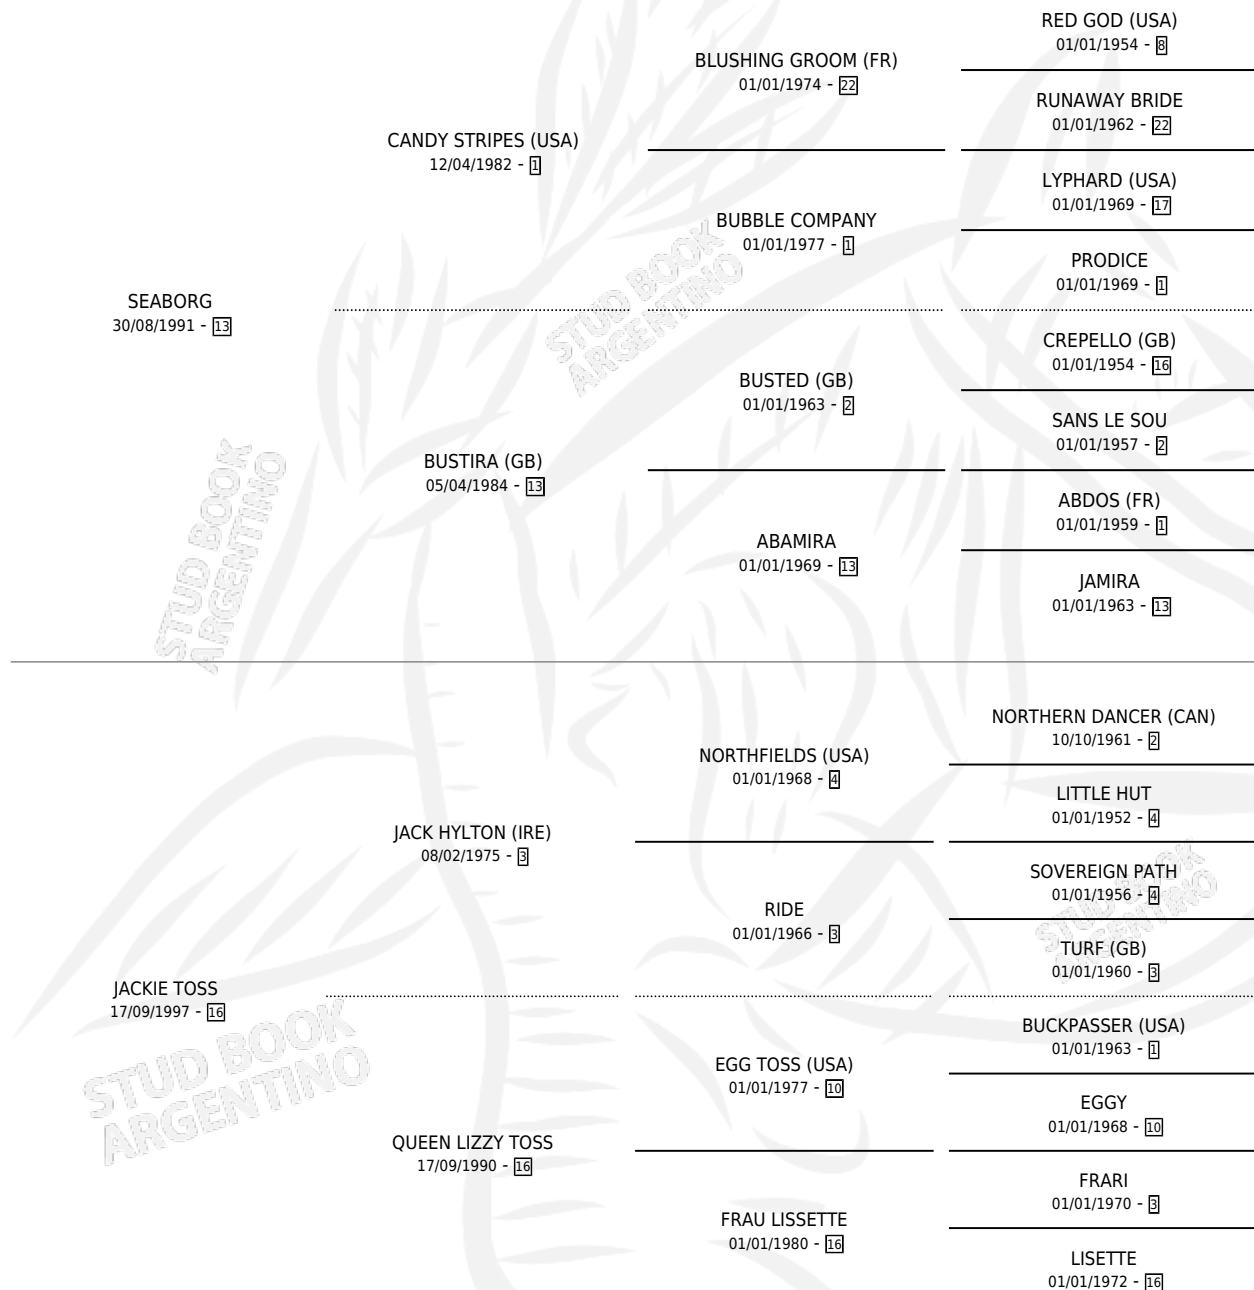 RED GOD (USA)
01/01/1954 - 8
BLUSHING GROOM (FR)
01/01/1974 - 22
RUNAWAY BRIDE
01/01/1962 - 22
CANDY STRIPES (USA)
12/04/1982 - 1
LYPHARD (USA)
01/01/1969 - 17
BUBBLE COMPANY
01/01/1977 - 1
PRODICE
01/01/1969 - 1
SEABORG
30/08/1991 - 13
STUD BOOK
ARGENTINO
CREPELLO (GB)
01/01/1954 - 16
BUSTED (GB)
01/01/1963 - 2
SANS LE SOU
01/01/1957 - 2
BUSTIRA (GB)
05/04/1984 - 13
ABDOS (FR)
01/01/1959 - 1
ABAMIRA
01/01/1969 - 13
JAMIRA
01/01/1963 - 13
STUD BOOK
ARGENTINO
NORTHERN DANCER (CAN)
10/10/1961 - 2
NORTHFIELDS (USA)
01/01/1968 - 4
LITTLE HUT
01/01/1952 - 4
JACK HYLTON (IRE)
08/02/1975 - 3
SOVEREIGN PATH
01/01/1956 - 4
RIDE
01/01/1966 - 3
TURF (GB)
01/01/1960 - 3
STUD BOOK
ARGENTINO
JACKIE TOSS
17/09/1997 - 16
BUCKPASSER (USA)
01/01/1963 - 1
EGG TOSS (USA)
01/01/1977 - 10
EGGY
01/01/1968 - 10
STUD BOOK
ARGENTINO
QUEEN LIZZY TOSS
17/09/1990 - 16
FRARI
01/01/1970 - 3
FRAU LISSETTE
01/01/1980 - 16
LISETTE
01/01/1972 - 16